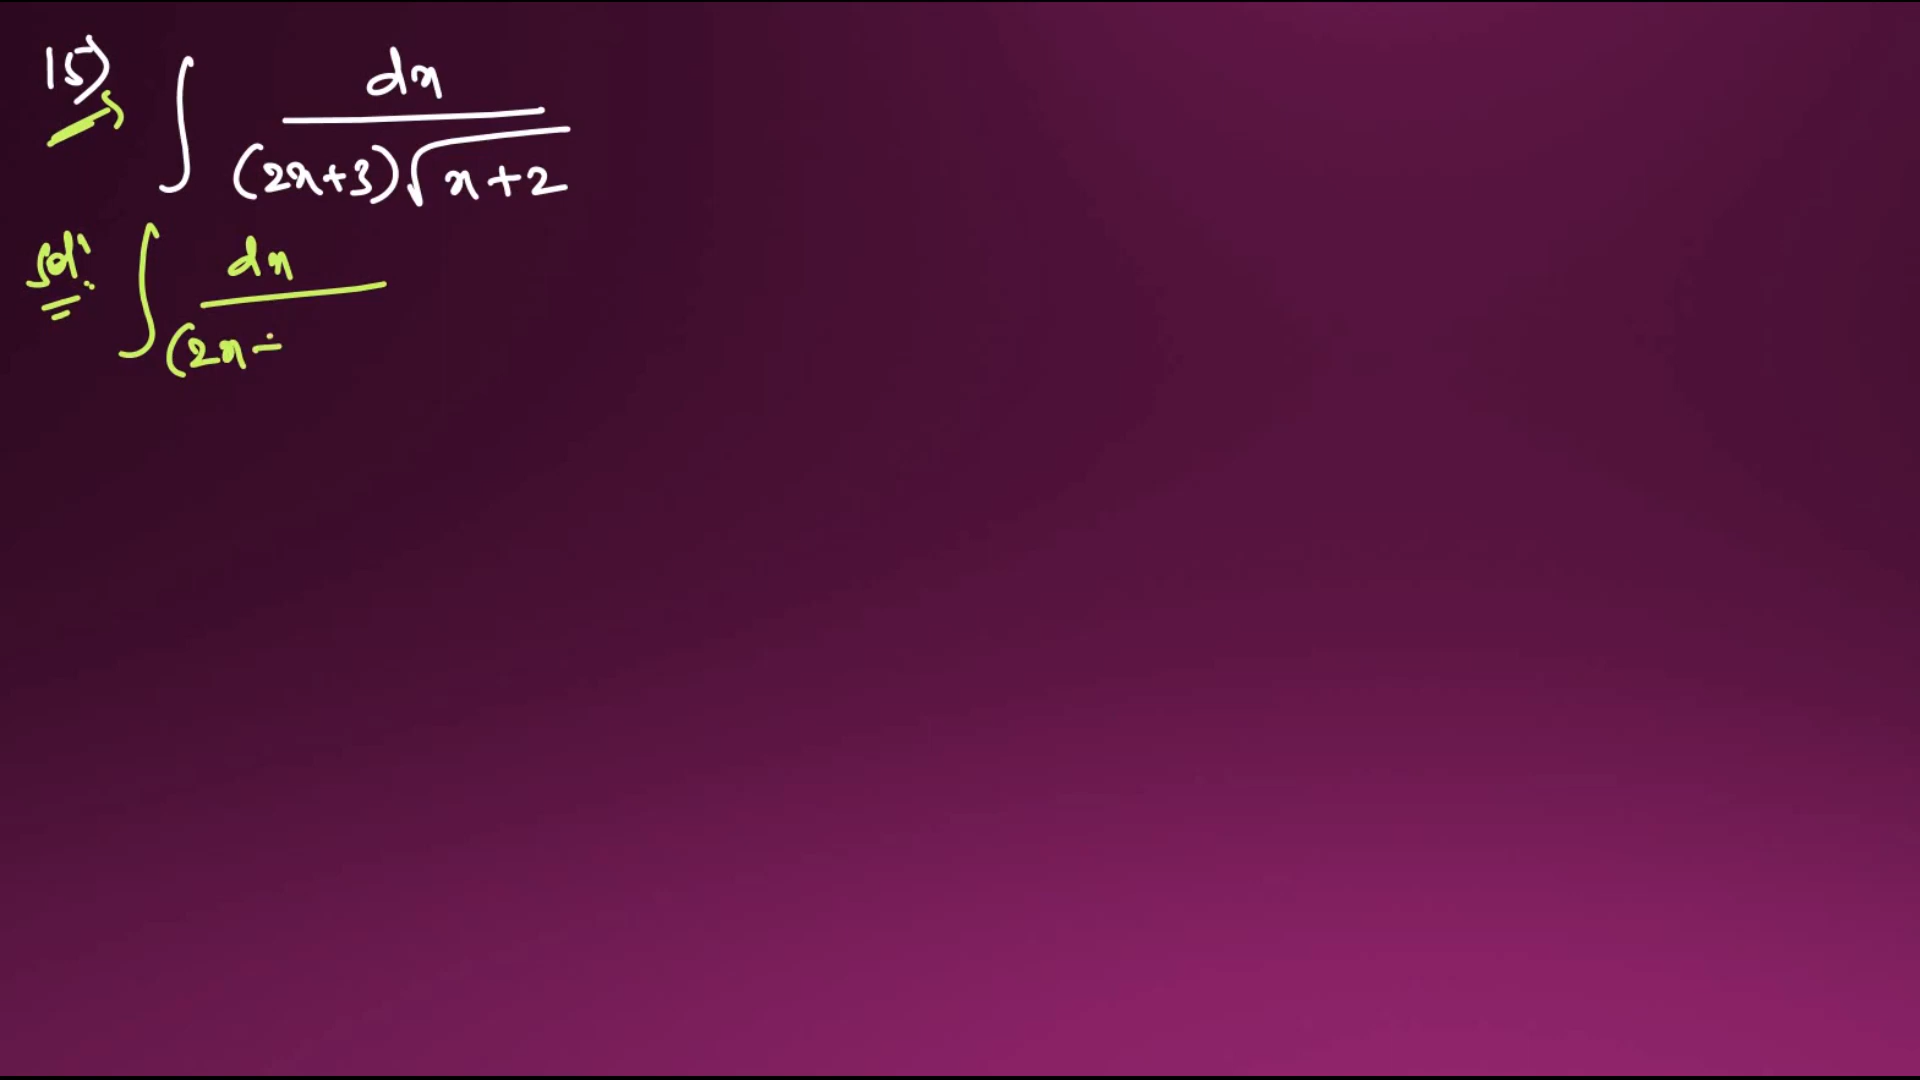 15) ∫ dx / (2x+3)√x+2
Sol: ∫ dx / (2x ÷